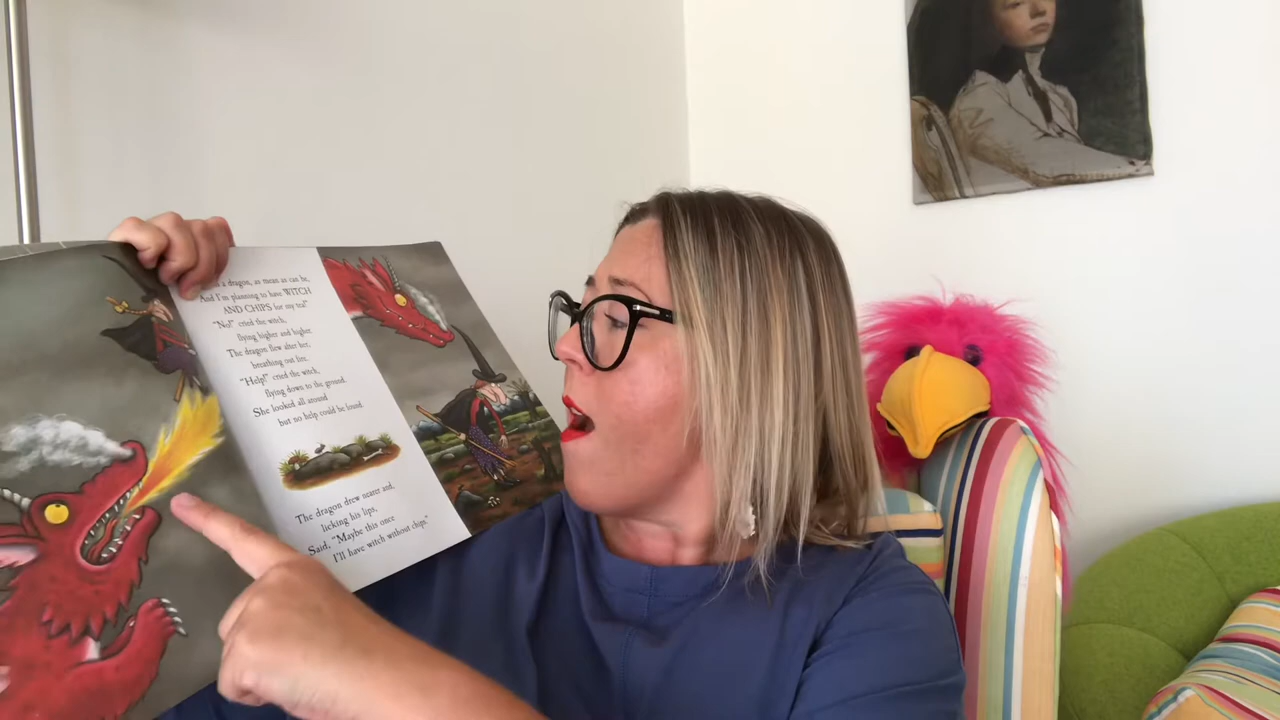 a dragon, as mean as can be,
And I'm planning to have WITCH
AND CHIPS for my tea!"
"No!" cried the witch,
flying higher and higher
The dragon flew after her,
breathing out fire.
"Help!" cried the witch,
flying down to the ground.
She looked all around
but no help could be found.
The dragon drew nearer and,
licking his lips,
Said, "Maybe this once
I'll have witch without chips."